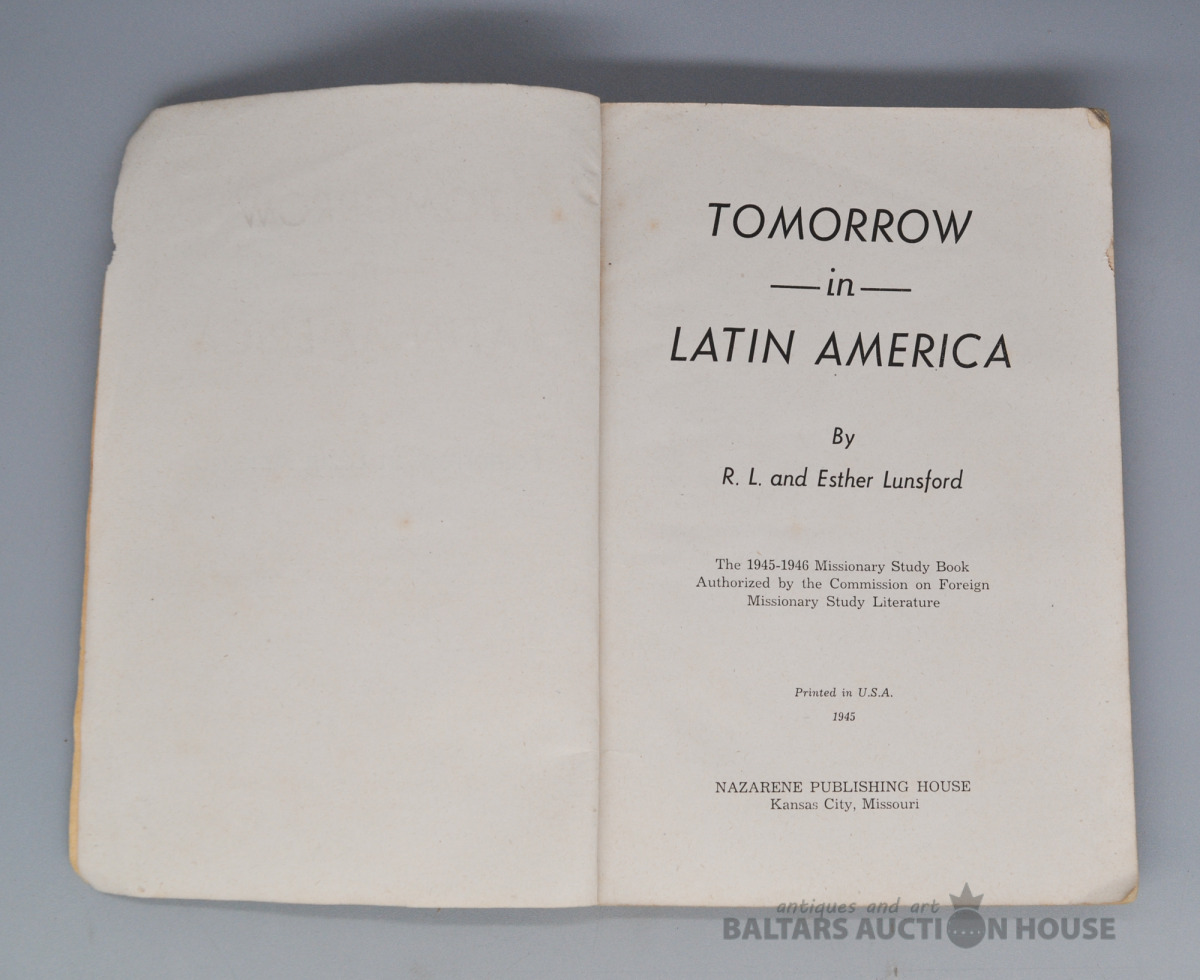 TOMORROW
—in—
LATIN AMERICA
By
R. L. and Esther Lunsford
The 1945-1946 Missionary Study Book
Authorized by the Commission on Foreign
Missionary Study Literature
Printed in U.S.A.
1945
NAZARENE PUBLISHING HOUSE
Kansas City, Missouri
antiques and art
BALTARS AUCTION HOUSE